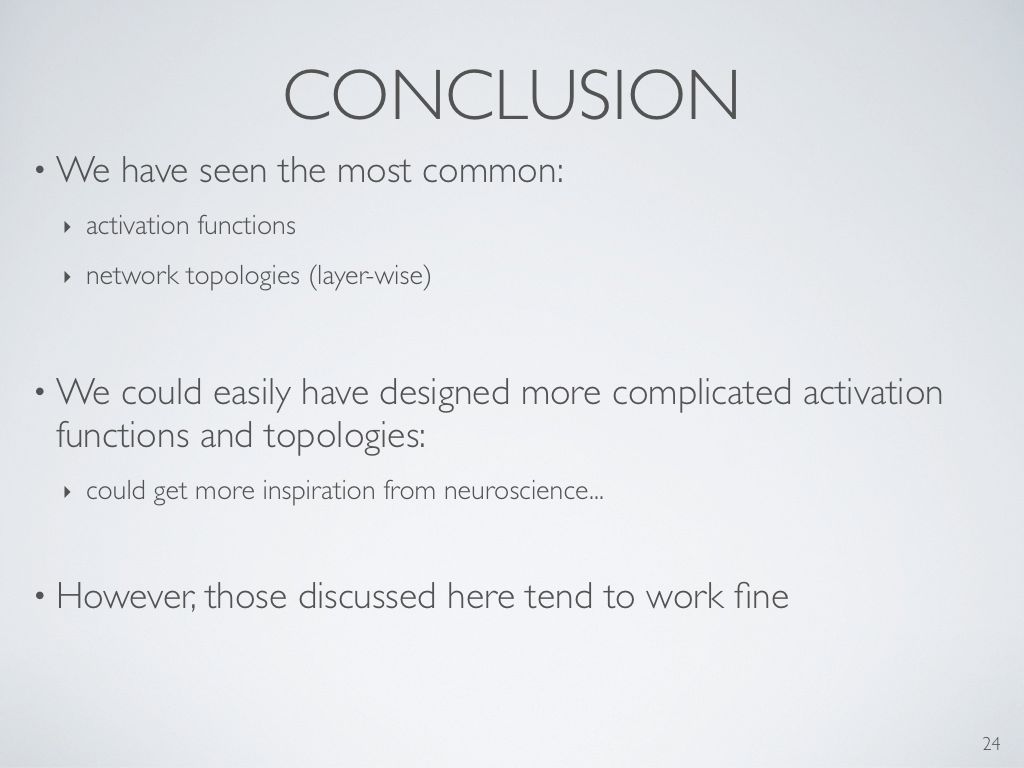 CONCLUSION
• We have seen the most common:
‣ activation functions
‣ network topologies (layer-wise)
• We could easily have designed more complicated activation
functions and topologies:
‣ could get more inspiration from neuroscience...
• However, those discussed here tend to work fine
24